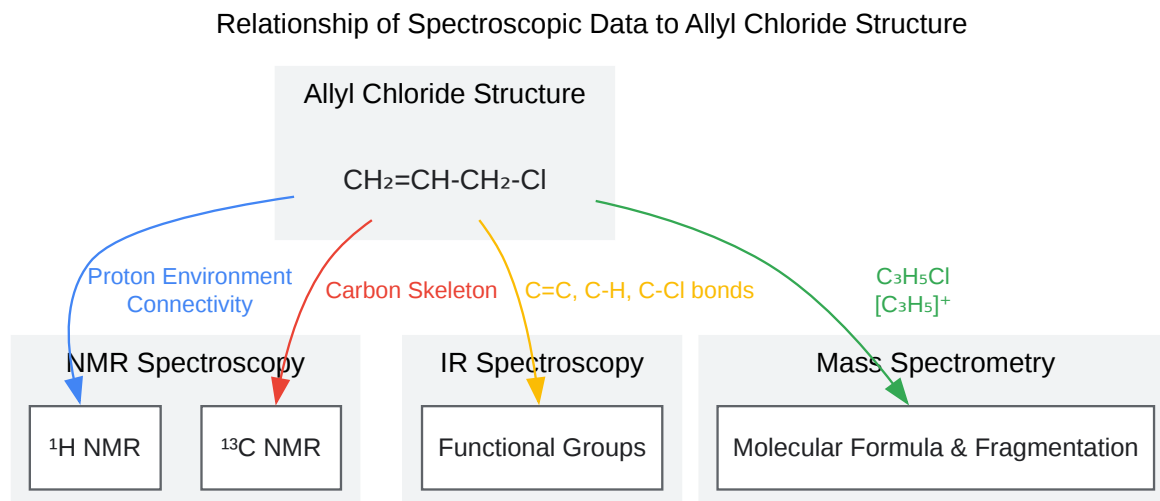 Relationship of Spectroscopic Data to Allyl Chloride Structure
Allyl Chloride Structure
CH₂=CH-CH₂-Cl
Proton Environment
Connectivity
Carbon Skeleton
C=C, C-H, C-Cl bonds
C₃H₅Cl
[C₃H₅]⁺
NMR Spectroscopy
IR Spectroscopy
Mass Spectrometry
¹H NMR
¹³C NMR
Functional Groups
Molecular Formula & Fragmentation